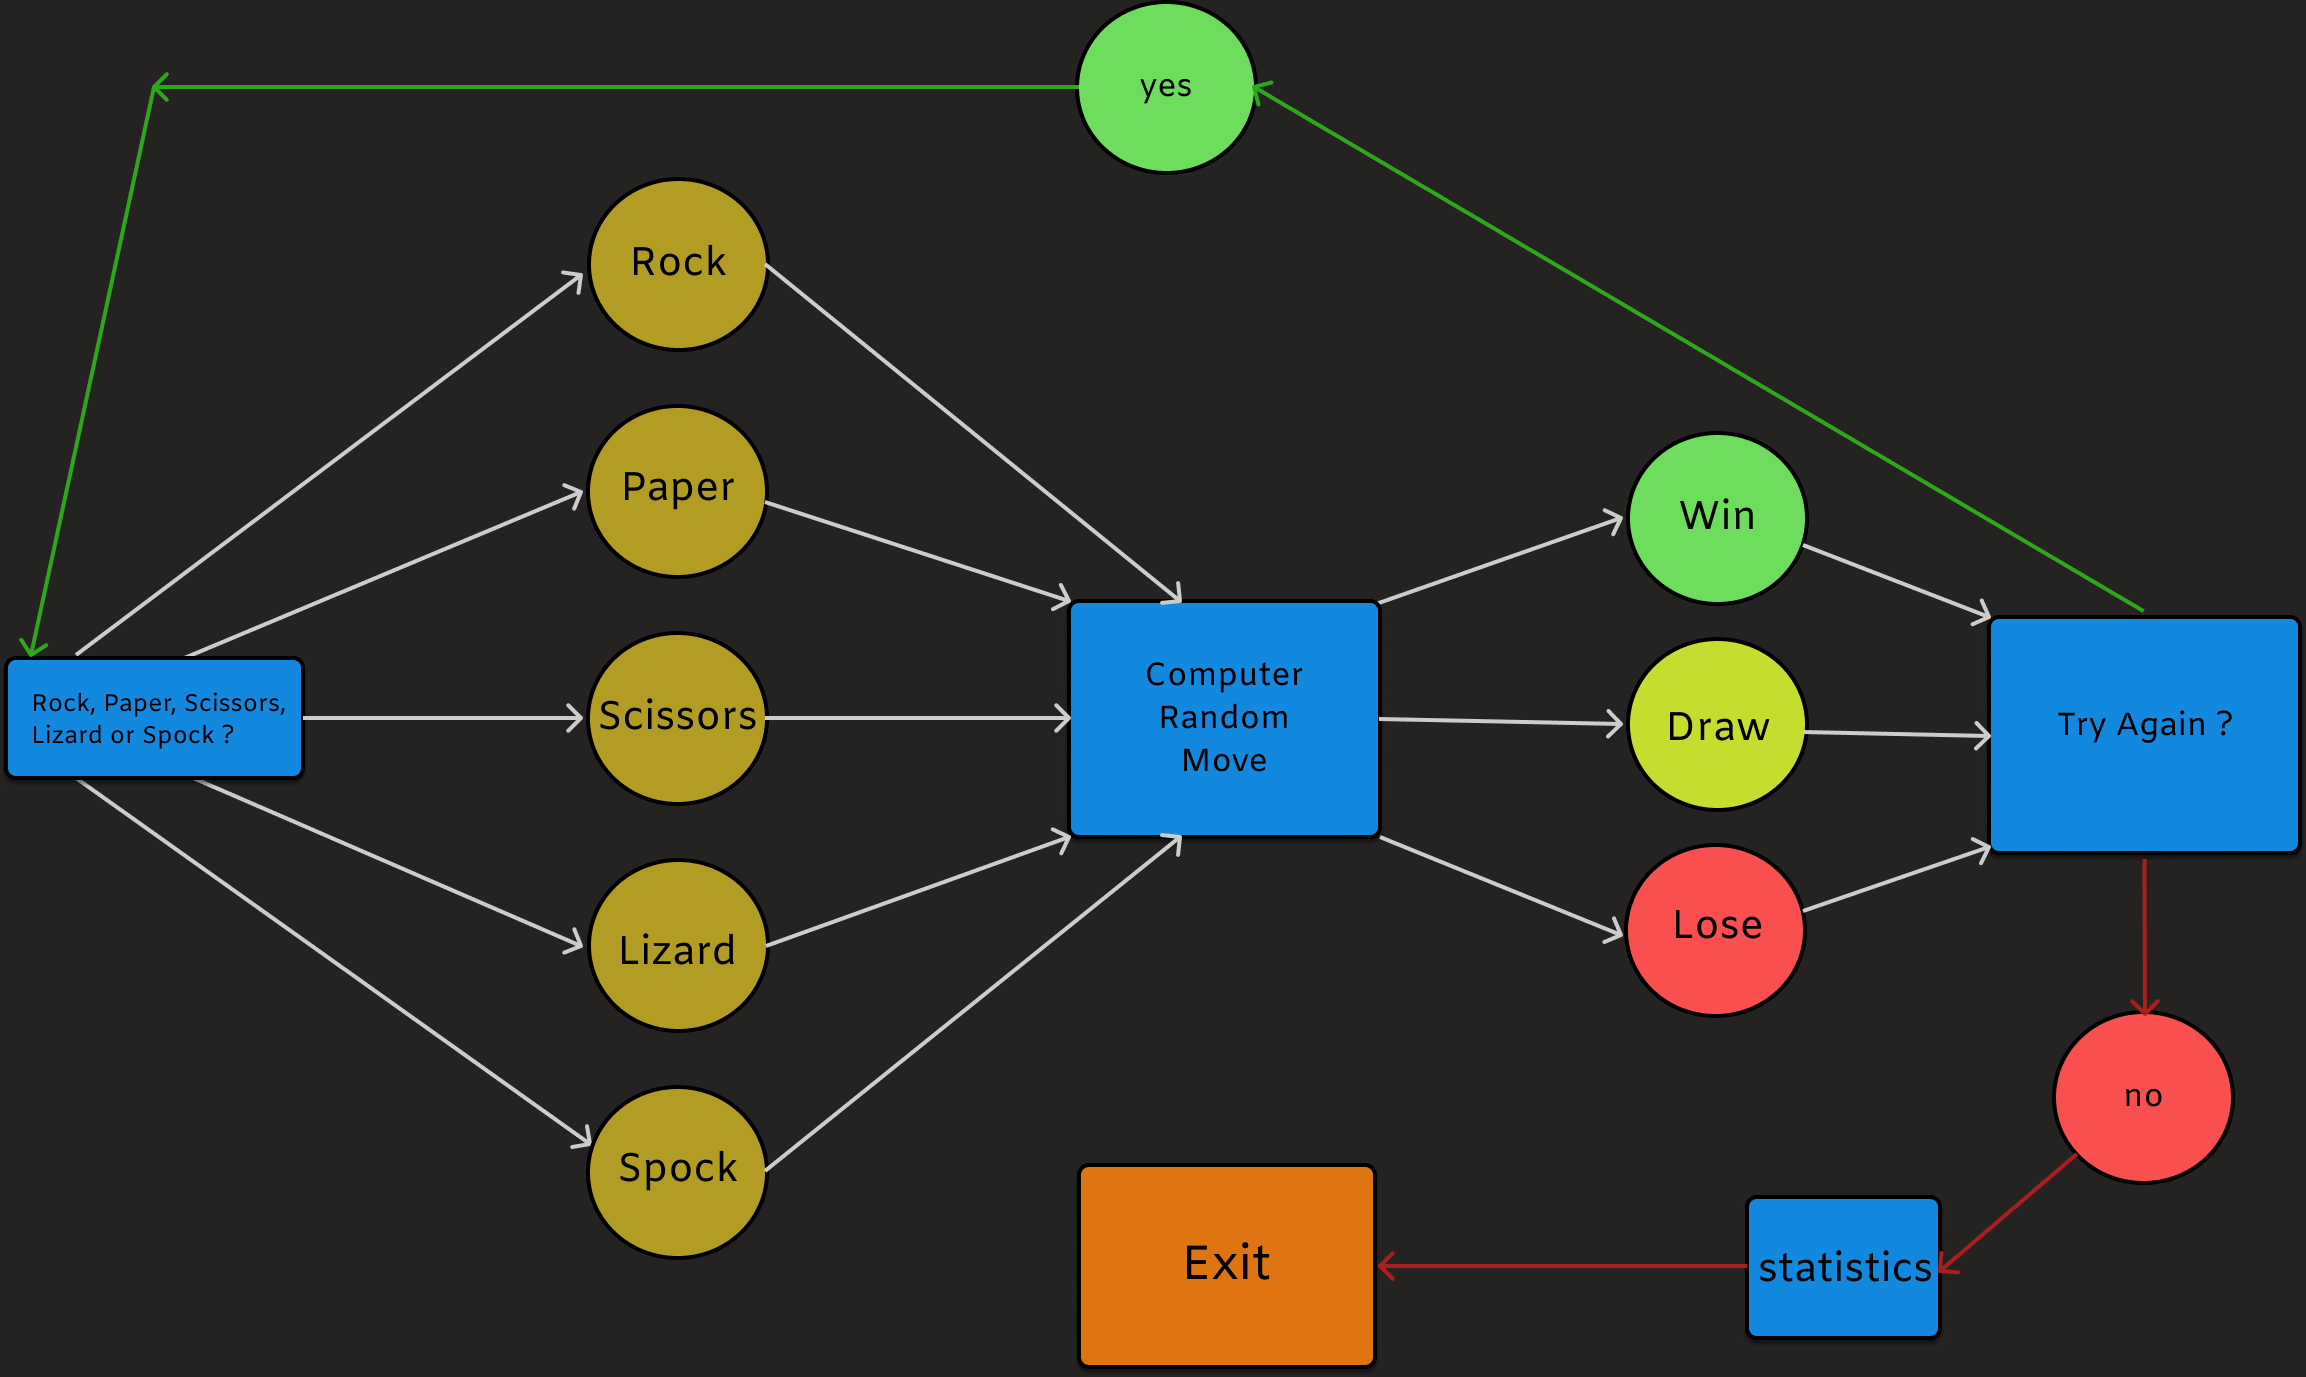 yes
Rock
Paper
Rock, Paper, Scissors,
Lizard or Spock ?
Scissors
Lizard
Spock
Computer
Random
Move
Win
Draw
Lose
Try Again ?
no
statistics
Exit